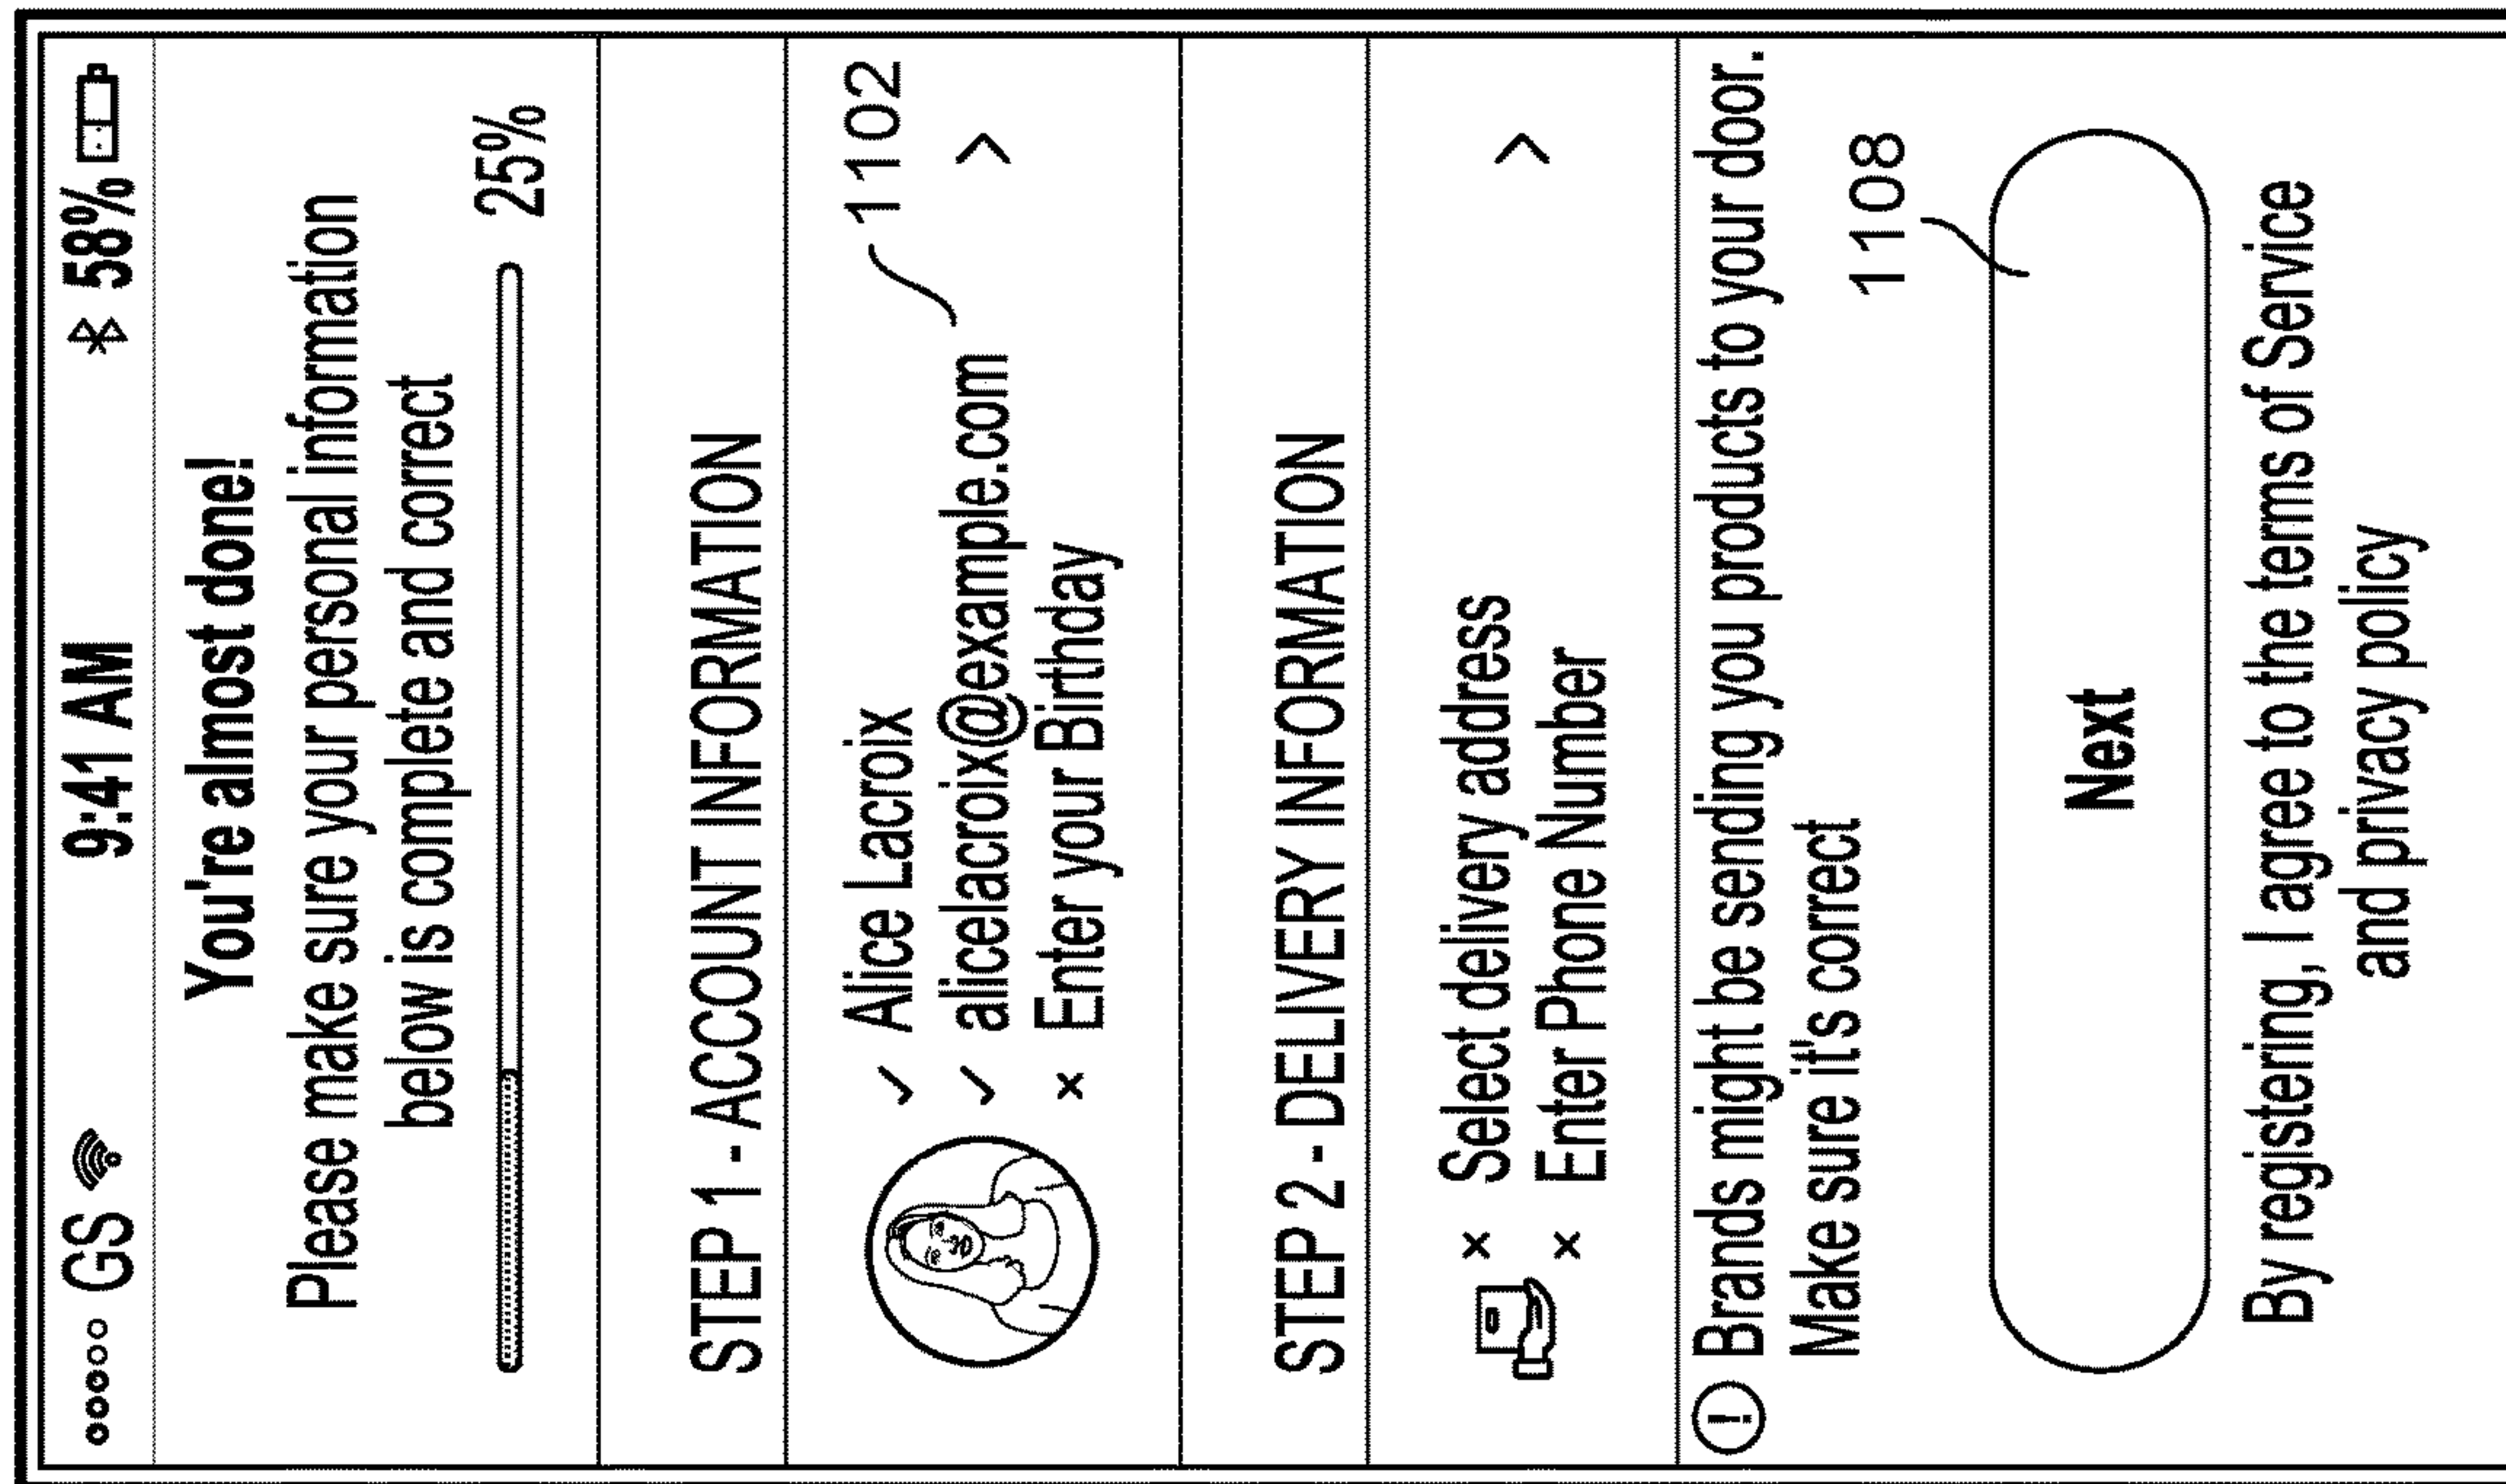 GS 9:41 AM 58%
You're almost done!
Please make sure your personal information
below is complete and correct
25%
STEP 1 - ACCOUNT INFORMATION
1102
✓ Alice Lacroix
✓ alicelacroix@example.com >
× Enter your Birthday
STEP 2 - DELIVERY INFORMATION
× Select delivery address >
× Enter Phone Number
! Brands might be sending you products to your door.
Make sure it's correct
1108
Next
By registering, I agree to the terms of Service
and privacy policy